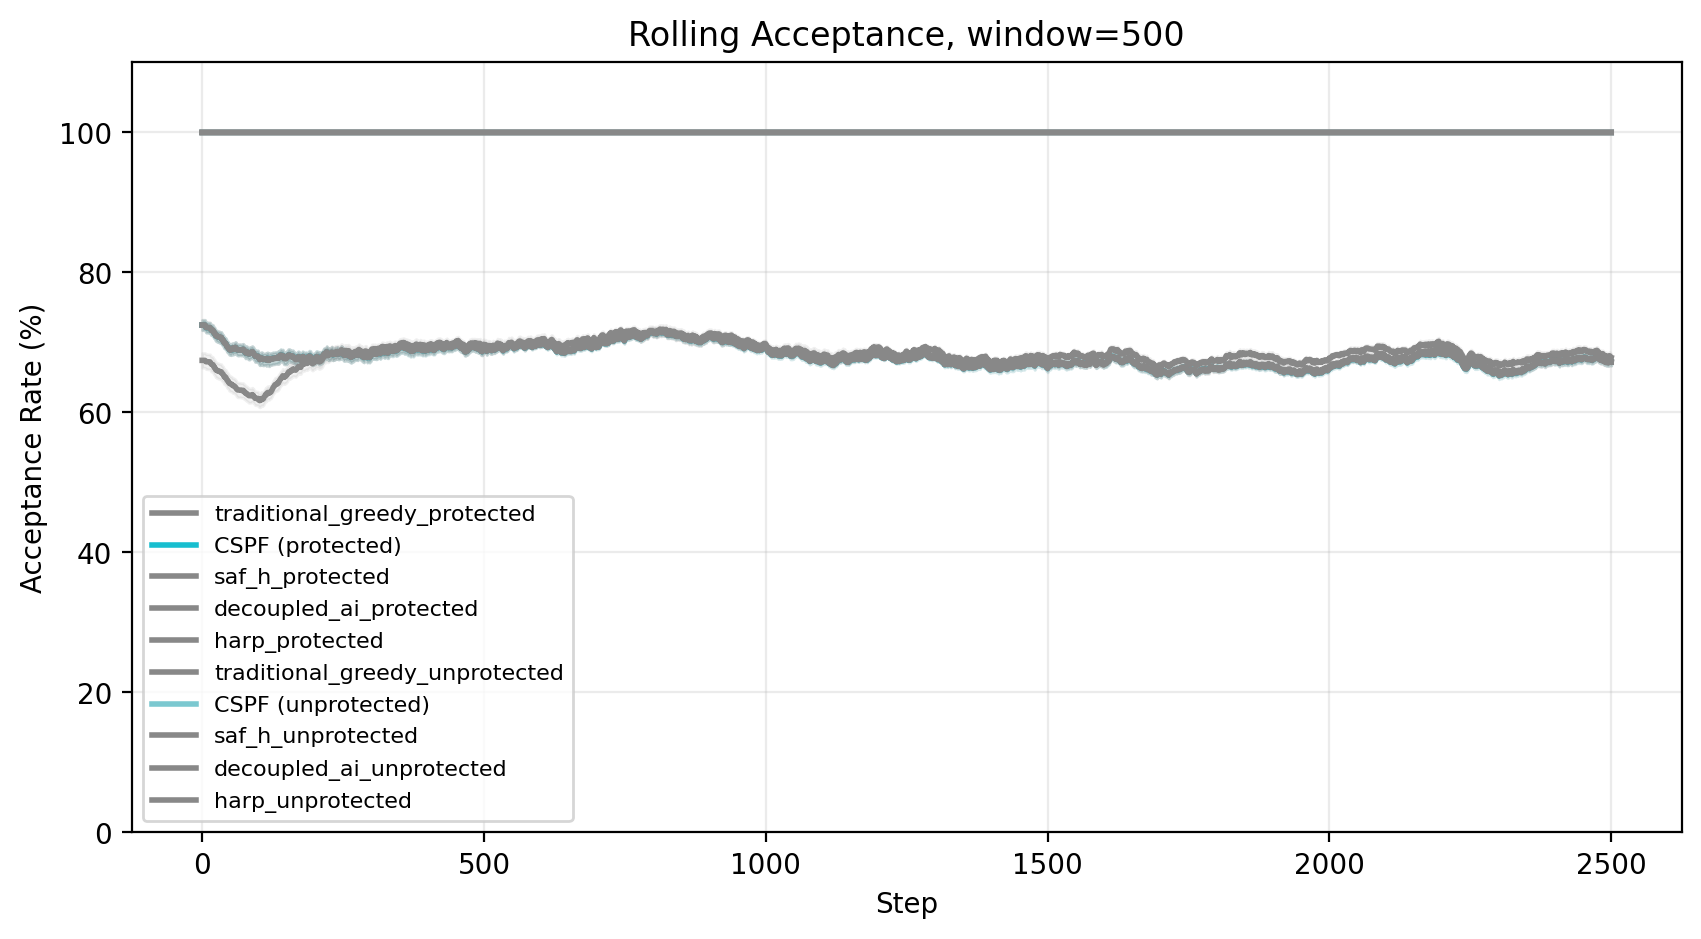 Rolling Acceptance, window=500
Acceptance Rate (%)
100
80
60
40
20
0
traditional_greedy_protected
CSPF (protected)
saf_h_protected
decoupled_ai_protected
harp_protected
traditional_greedy_unprotected
CSPF (unprotected)
saf_h_unprotected
decoupled_ai_unprotected
harp_unprotected
0 500 1000 1500 2000 2500
Step